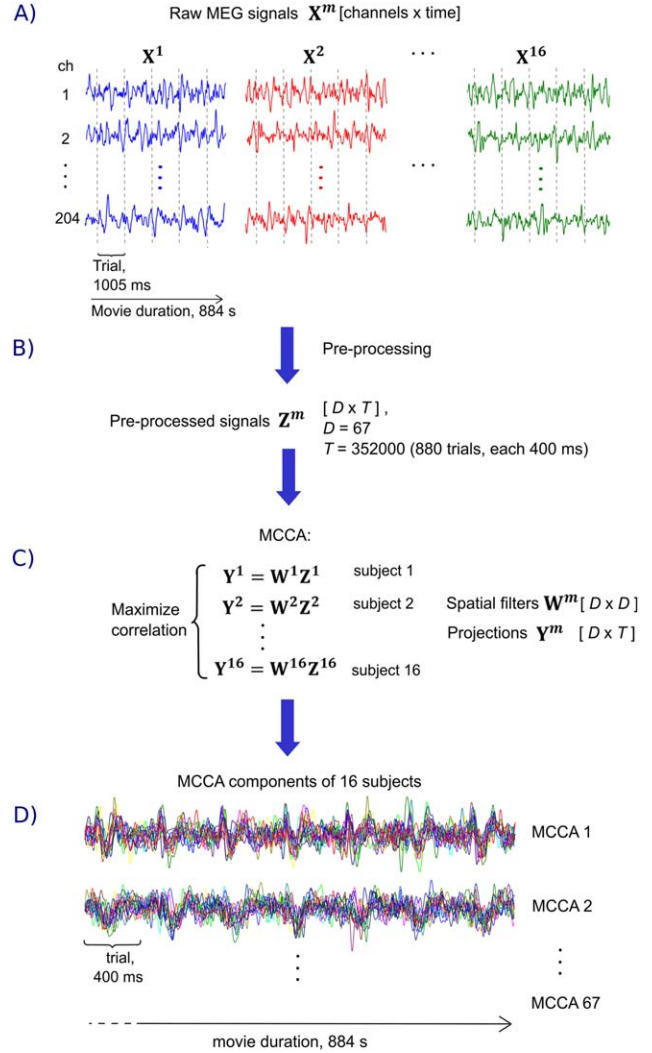 A)
Raw MEG signals X^m [channels x time]
X^1 X^2 ... X^16
ch
1
2
204
Trial,
1005 ms
Movie duration, 884 s
B)
Pre-processing
Pre-processed signals Z^m [ D x T ] ,
D = 67
T = 352000 (880 trials, each 400 ms)
MCCA:
C)
Maximize
correlation
Y^1 = W^1Z^1 subject 1
Y^2 = W^2Z^2 subject 2
Y^16 = W^16Z^16 subject 16
Spatial filters W^m [ D x D ]
Projections Y^m [ D x T ]
MCCA components of 16 subjects
D)
MCCA 1
MCCA 2
trial,
400 ms
MCCA 67
movie duration, 884 s